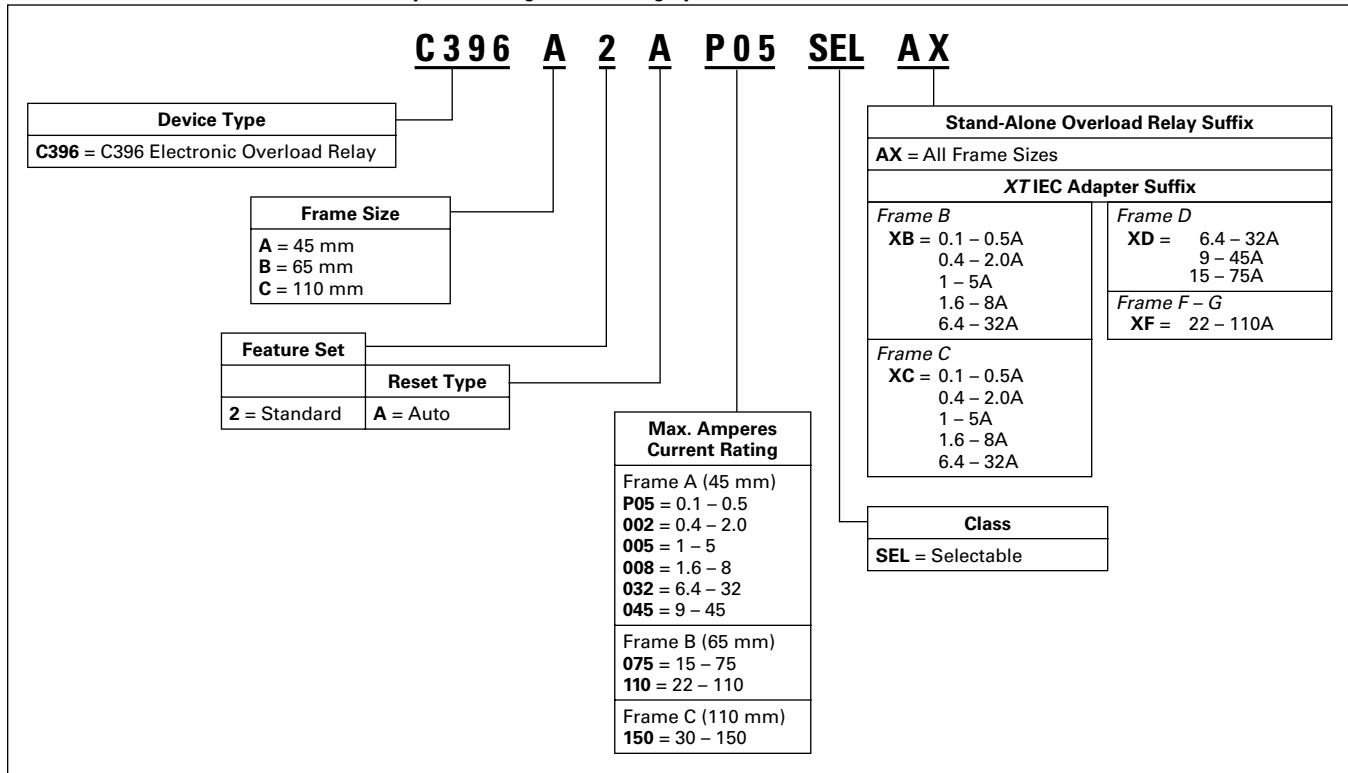 C396 A 2 A P05 SEL AX
Device Type
C396 = C396 Electronic Overload Relay
Frame Size
A = 45 mm
B = 65 mm
C = 110 mm
Feature Set
Reset Type
2 = Standard
A = Auto
Max. Amperes
Current Rating
Frame A (45 mm)
P05 = 0.1 – 0.5
002 = 0.4 – 2.0
005 = 1 – 5
008 = 1.6 – 8
032 = 6.4 – 32
045 = 9 – 45
Frame B (65 mm)
075 = 15 – 75
110 = 22 – 110
Frame C (110 mm)
150 = 30 – 150
Stand-Alone Overload Relay Suffix
AX = All Frame Sizes
XT IEC Adapter Suffix
Frame B
XB = 0.1 – 0.5A
0.4 – 2.0A
1 – 5A
1.6 – 8A
6.4 – 32A
Frame C
XC = 0.1 – 0.5A
0.4 – 2.0A
1 – 5A
1.6 – 8A
6.4 – 32A
Frame D
XD = 6.4 – 32A
9 – 45A
15 – 75A
Frame F – G
XF = 22 – 110A
Class
SEL = Selectable